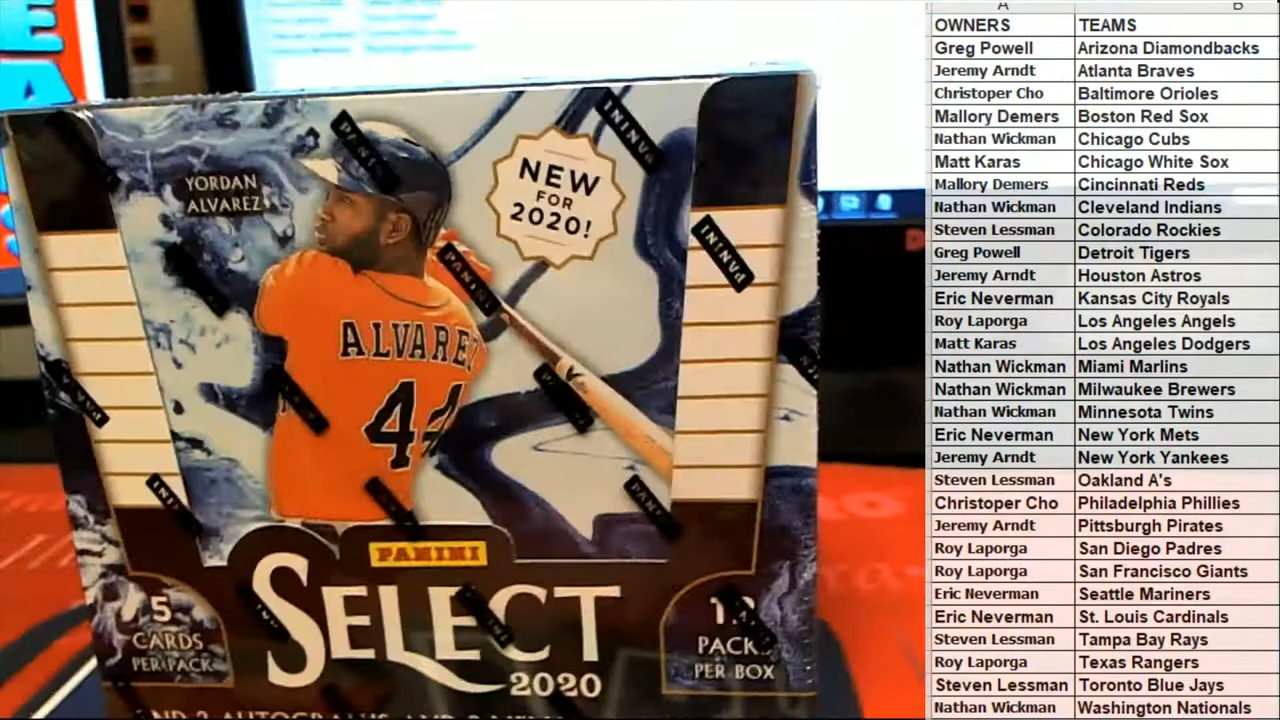 YORDAN
ALVAREZ
NEW
FOR
2020!
PANINI
PANINI
PANINI
ALVAREZ
44
PANINI
SELECT
2020
5
CARDS
PER PACK
PACKS
PER BOX
A B
OWNERS TEAMS
Greg Powell Arizona Diamondbacks
Jeremy Arndt Atlanta Braves
Christoper Cho Baltimore Orioles
Mallory Demers Boston Red Sox
Nathan Wickman Chicago Cubs
Matt Karas Chicago White Sox
Mallory Demers Cincinnati Reds
Nathan Wickman Cleveland Indians
Steven Lessman Colorado Rockies
Greg Powell Detroit Tigers
Jeremy Arndt Houston Astros
Eric Neverman Kansas City Royals
Roy Laporga Los Angeles Angels
Matt Karas Los Angeles Dodgers
Nathan Wickman Miami Marlins
Nathan Wickman Milwaukee Brewers
Nathan Wickman Minnesota Twins
Eric Neverman New York Mets
Jeremy Arndt New York Yankees
Steven Lessman Oakland A's
Christoper Cho Philadelphia Phillies
Jeremy Arndt Pittsburgh Pirates
Roy Laporga San Diego Padres
Roy Laporga San Francisco Giants
Eric Neverman Seattle Mariners
Eric Neverman St. Louis Cardinals
Steven Lessman Tampa Bay Rays
Roy Laporga Texas Rangers
Steven Lessman Toronto Blue Jays
Nathan Wickman Washington Nationals